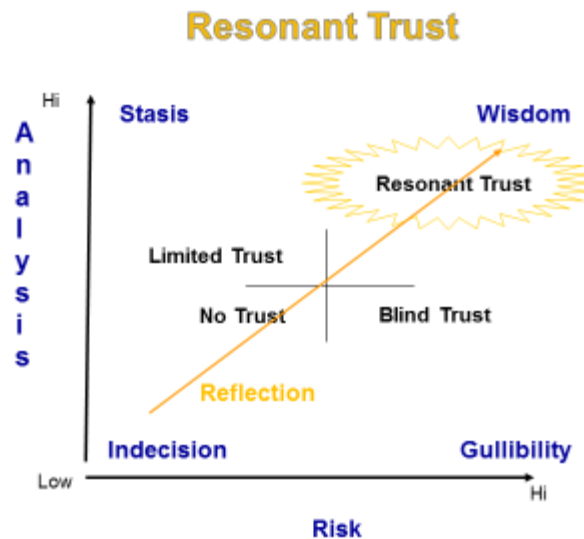 Resonant Trust
Hi
Analysis
Stasis
Wisdom
Resonant Trust
Limited Trust
No Trust
Blind Trust
Reflection
Indecision
Gullibility
Low
Hi
Risk